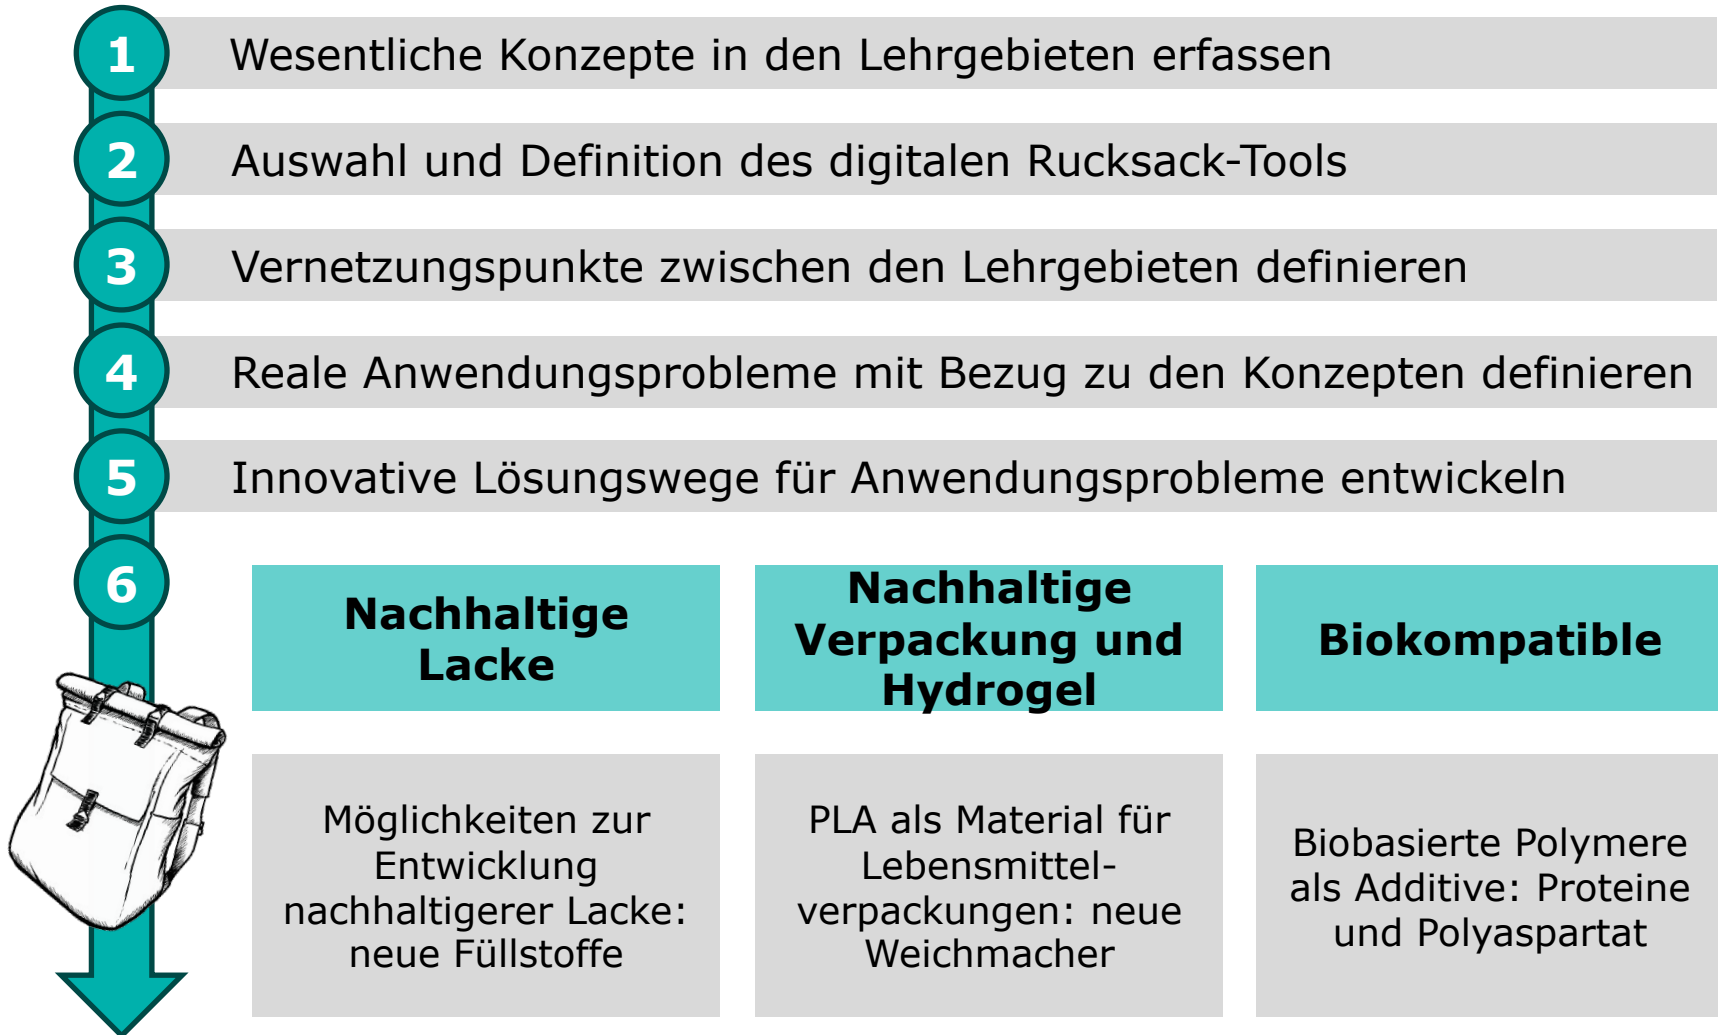 1
Wesentliche Konzepte in den Lehrgebieten erfassen
2
Auswahl und Definition des digitalen Rucksack-Tools
3
Vernetzungspunkte zwischen den Lehrgebieten definieren
4
Reale Anwendungsprobleme mit Bezug zu den Konzepten definieren
5
Innovative Lösungswege für Anwendungsprobleme entwickeln
6
Nachhaltige
Lacke
Möglichkeiten zur
Entwicklung
nachhaltigerer Lacke:
neue Füllstoffe
Nachhaltige
Verpackung und
Hydrogel
PLA als Material für
Lebensmittel-
verpackungen: neue
Weichmacher
Biokompatible
Biobasierte Polymere
als Additive: Proteine
und Polyaspartat